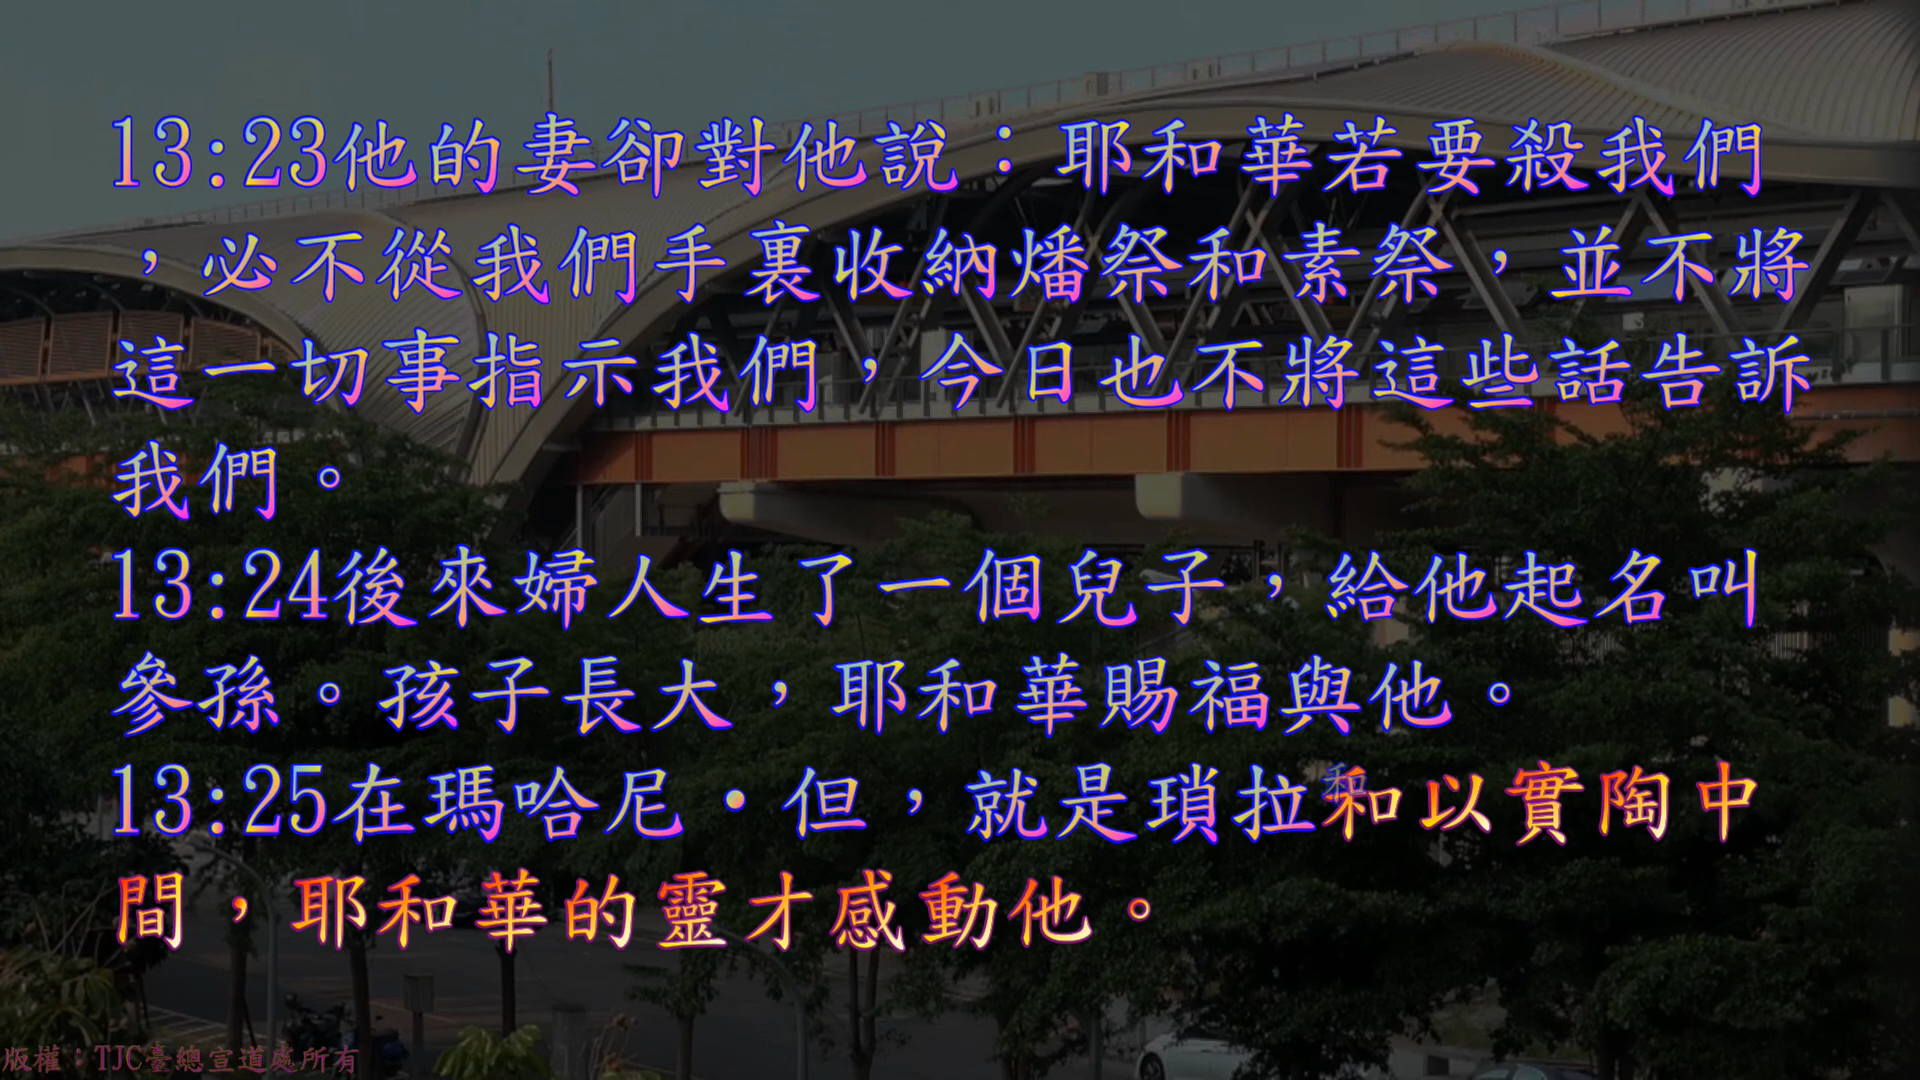 13:23他的妻卻對他說：耶和華若要殺我們
，必不從我們手裏收納燔祭和素祭，並不將
這一切事指示我們，今日也不將這些話告訴
我們。
13:24後來婦人生了一個兒子，給他起名叫
參孫。孩子長大，耶和華賜福與他。
13:25在瑪哈尼·但，就是瑣拉和以實陶中
間，耶和華的靈才感動他。
版權：TJC臺總宣道處所有